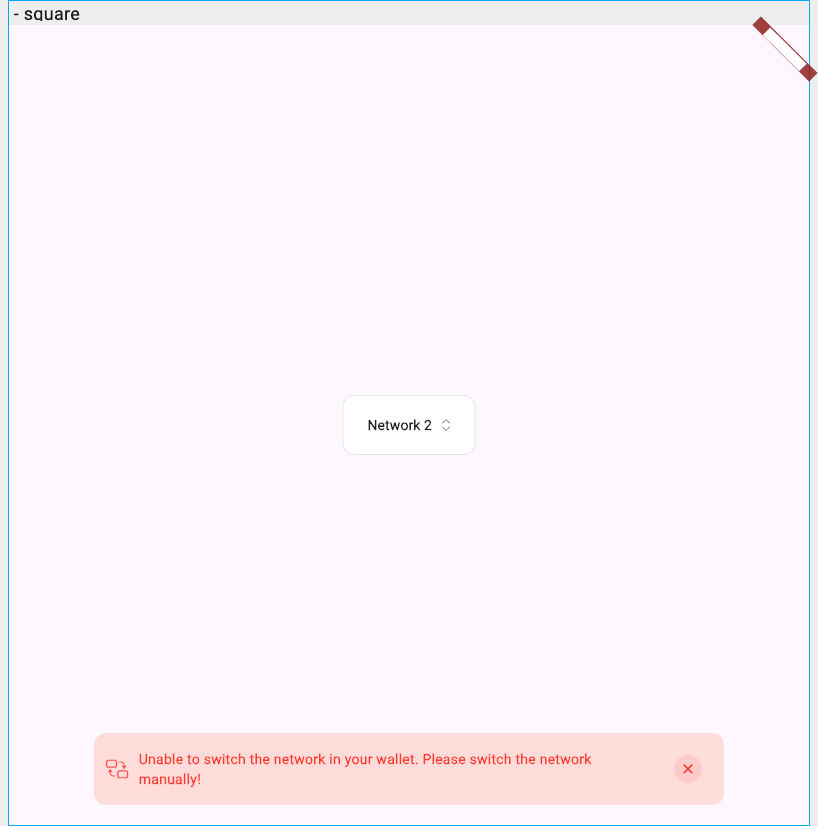 - square
Network 2
Unable to switch the network in your wallet. Please switch the network
manually!